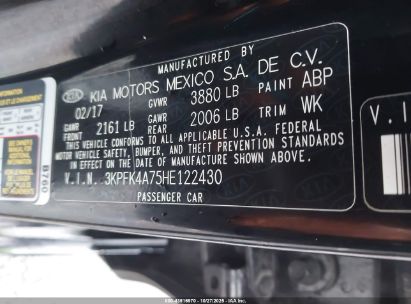 MANUFACTURED BY
KIA KIA MOTORS MEXICO S.A. DE C.V.
02/17 GVWR 3880 LB PAINT ABP
GAWR FRONT 2161 LB GAWR REAR 2006 LB TRIM WK
THIS VEHICLE CONFORMS TO ALL APPLICABLE U.S.A. FEDERAL
MOTOR VEHICLE SAFETY, BUMPER, AND THEFT PREVENTION STANDARDS
IN EFFECT ON THE DATE OF MANUFACTURE SHOWN ABOVE.
V.I.N. 3KPFK4A75HE122430
PASSENGER CAR
B760
V.I